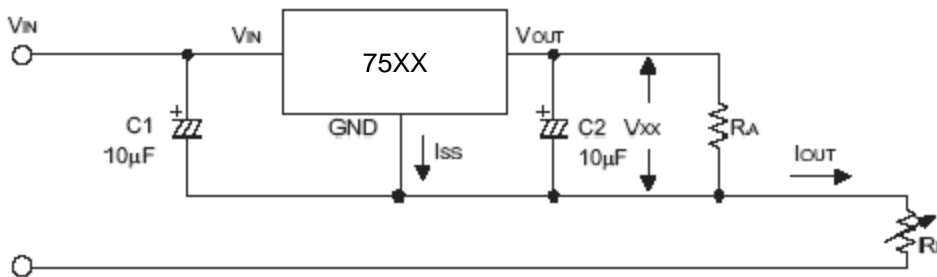 VIN
VIN
VOUT
75XX
C1
10µF
GND
ISS
C2
10µF
VXX
RA
IOUT